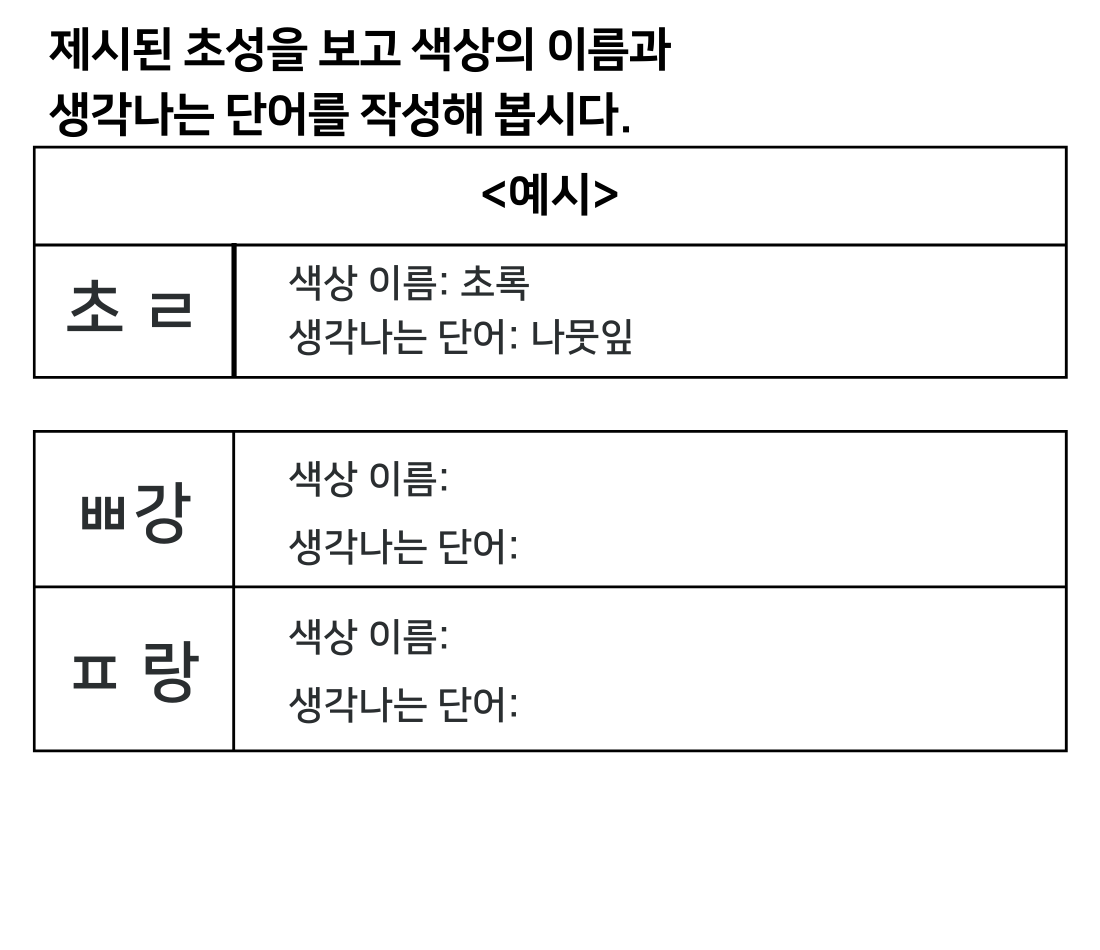 제시된 초성을 보고 색상의 이름과
생각나는 단어를 작성해 봅시다.
<예시>
초 ㄹ
색상 이름: 초록
생각나는 단어: 나뭇잎
ㅃ강
색상 이름:
생각나는 단어:
ㅍ 랑
색상 이름:
생각나는 단어: